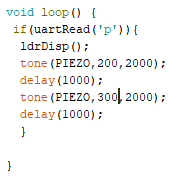 void loop() {
if(uartRead('p')){
ldrDisp();
tone(PIEZO,200,2000);
delay(1000);
tone(PIEZO,300,2000);
delay(1000);
}
}